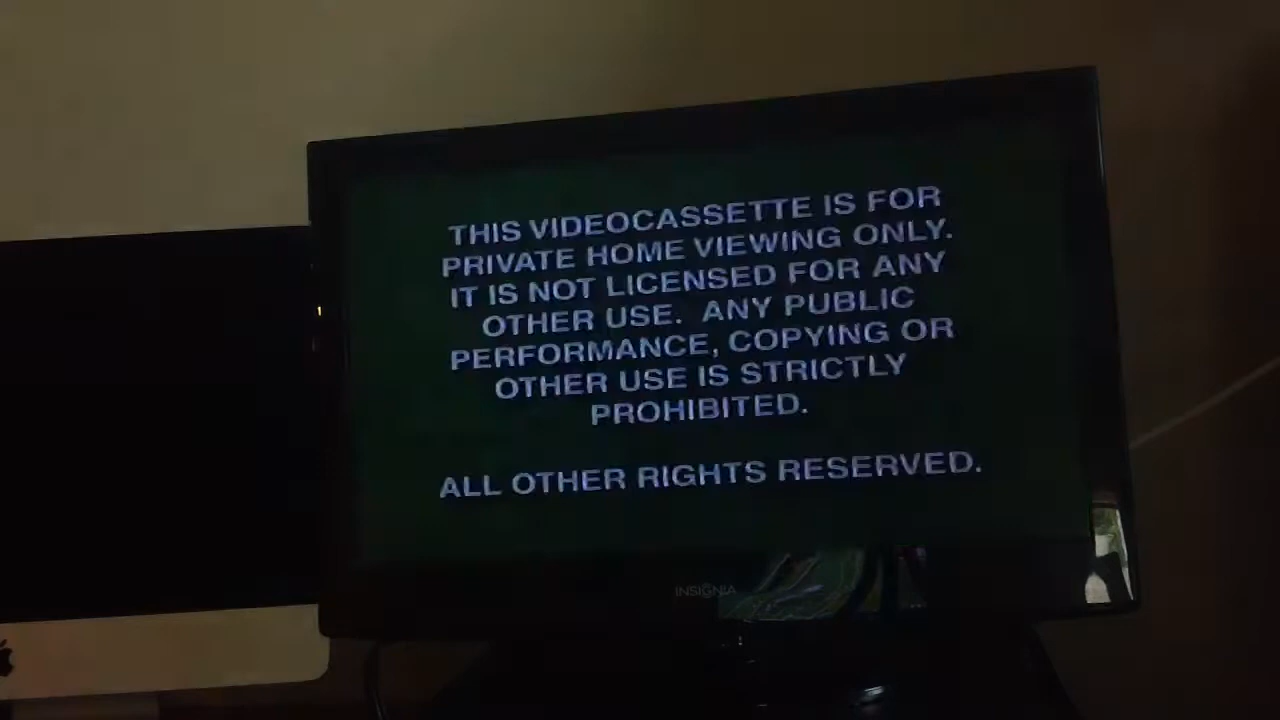 THIS VIDEOCASSETTE IS FOR
PRIVATE HOME VIEWING ONLY.
IT IS NOT LICENSED FOR ANY
OTHER USE.  ANY PUBLIC
PERFORMANCE, COPYING OR
OTHER USE IS STRICTLY
PROHIBITED.
ALL OTHER RIGHTS RESERVED.
INSIGNIA